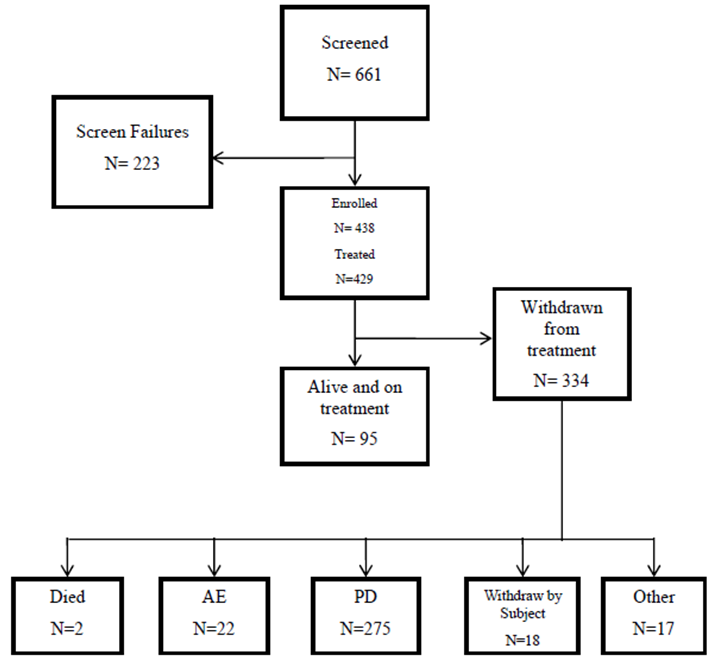 Screened
N= 661
Screen Failures
N= 223
Enrolled
N= 438
Treated
N=429
Withdrawn
from
treatment
N= 334
Alive and on
treatment
N= 95
Died
N=2
AE
N=22
PD
N=275
Withdraw by
Subject
N=18
Other
N=17